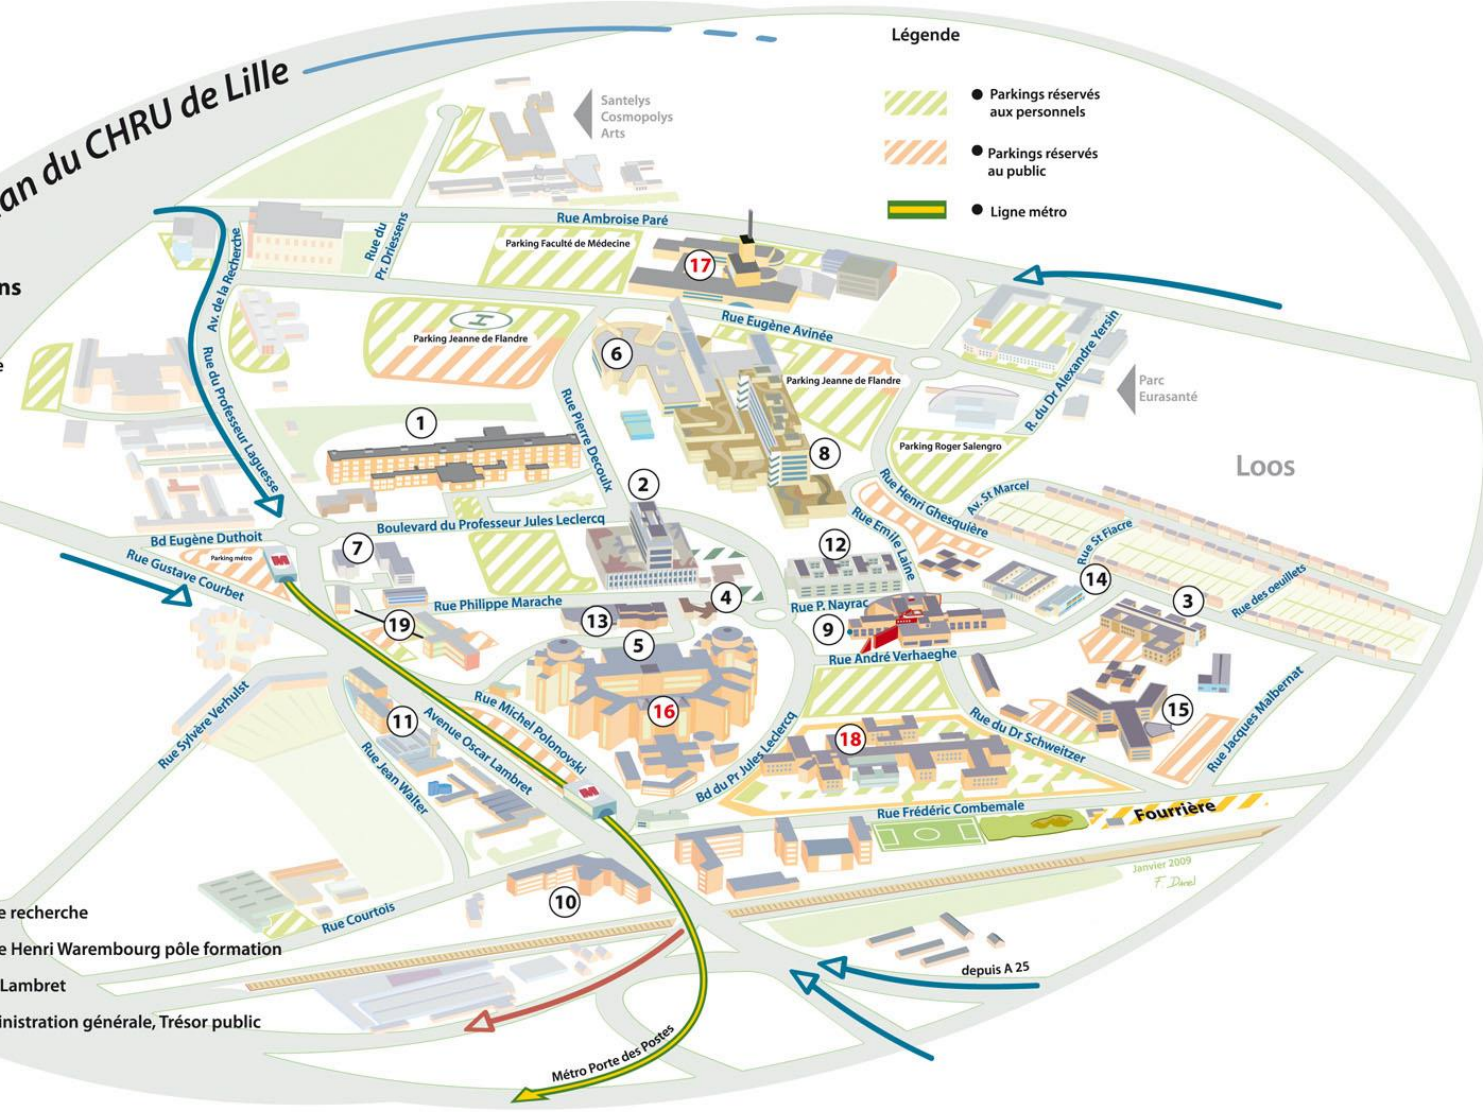 an du CHRU de Lille
Légende
Parkings réservés
aux personnels
Parkings réservés
au public
Ligne métro
Santelys
Cosmopolys
Arts
Rue Ambroise Paré
Rue du
Pr. Driessens
Av. de la Recherche
Parking Faculté de Médecine
17
ns
e
Rue Eugène Avinée
Parking Jeanne de Flandre
6
Parking Jeanne de Flandre
R. du Dr Alexandre Yersin
Parc
Eurasanté
Rue du Professeur Laguesse
Rue Pierre Decoulx
1
8
Parking Roger Salengro
Loos
2
Rue Henri Ghesquière
Av. St Marcel
Boulevard du Professeur Jules Leclercq
Rue Emile Laine
Rue St Fiacre
Bd Eugène Duthoit
Parking métro
M
7
12
14
Rue Gustave Courbet
Rue des oeuillets
3
Rue Philippe Marache
4
Rue P. Nayrac
13
19
9
5
Rue André Verhaeghe
Rue Sylvère Verhulst
16
15
11
Rue Michel Polonovski
Avenue Oscar Lambret
Rue Jean Walter
18
Bd du Pr Jules Leclercq
Rue du Dr Schweitzer
Rue Jacques Malbernat
M
Rue Frédéric Combemale
Fourrière
Janvier 2009
F. Danel
10
Rue Courtois
e recherche
e Henri Warembourg pôle formation
Lambret
inistration générale, Trésor public
depuis A 25
Métro Porte des Postes